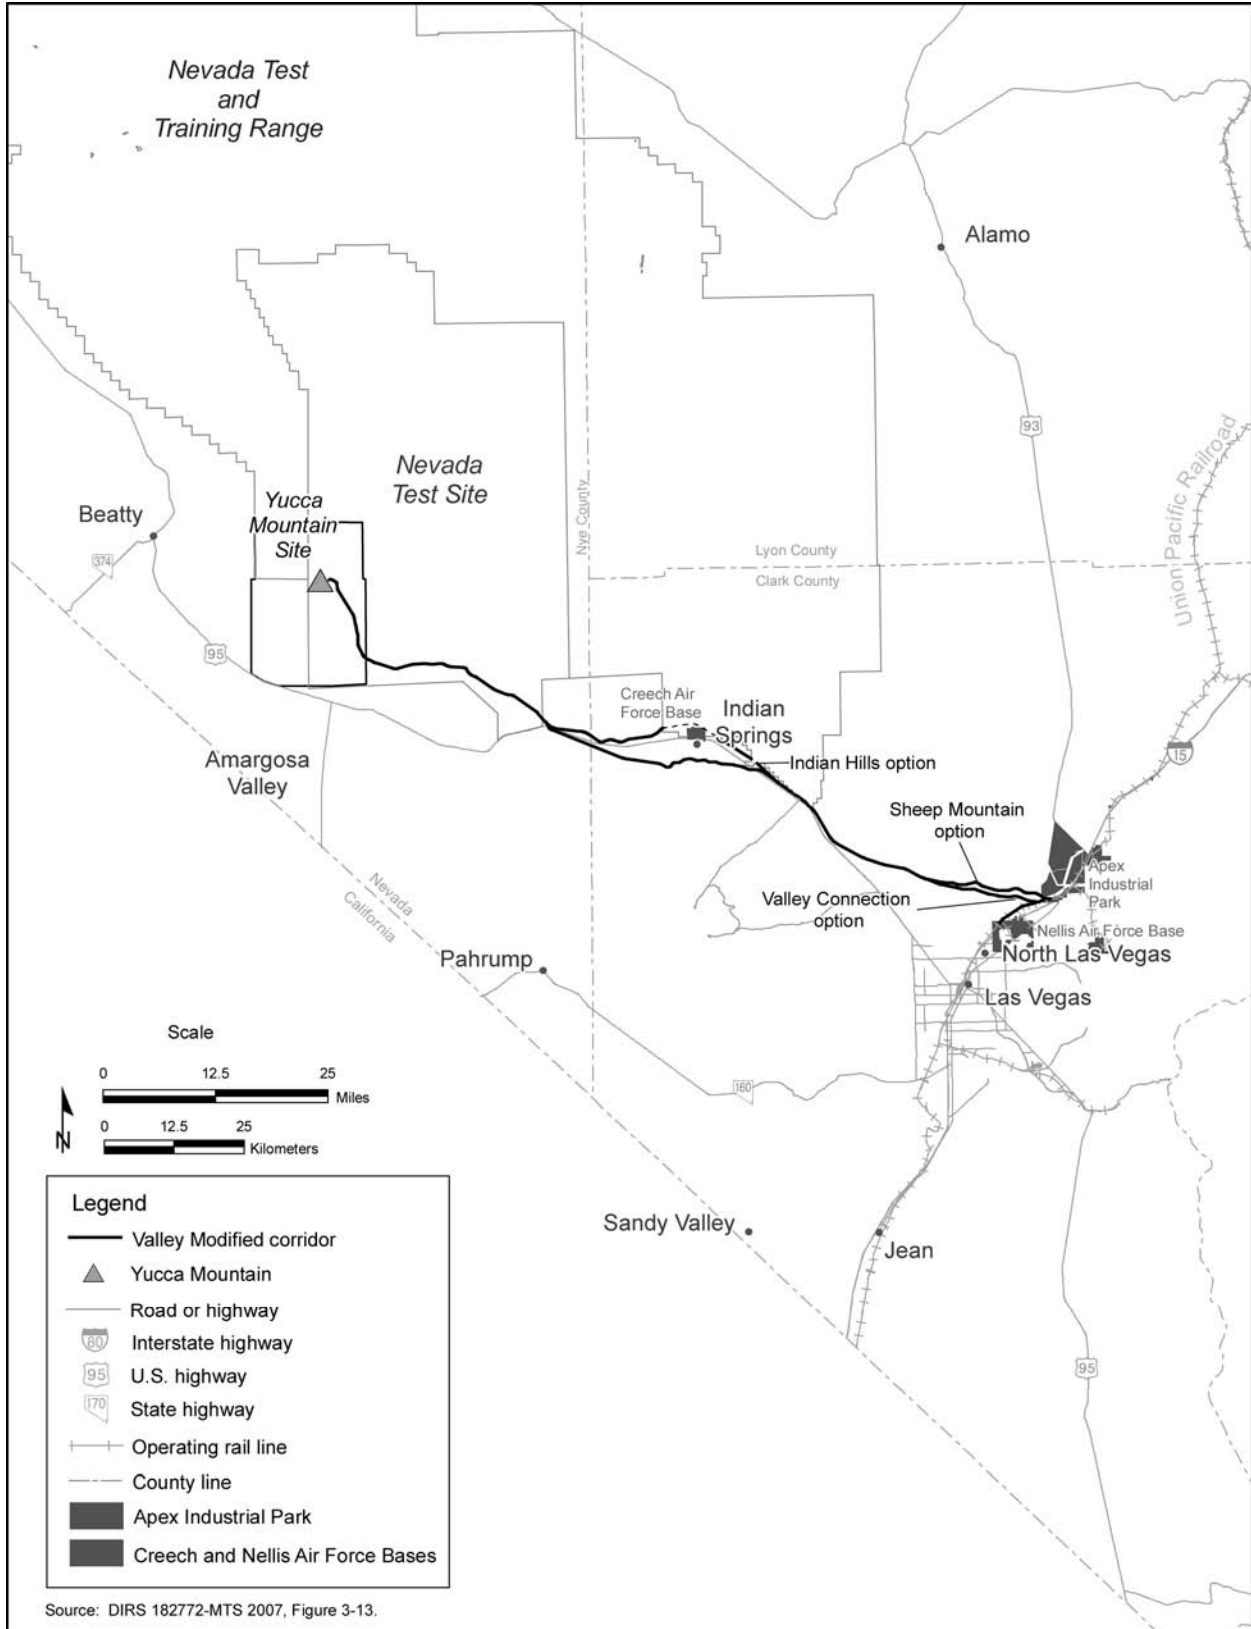 Nevada Test
and
Training Range
Alamo
93
Union Pacific Railroad
Nevada
Test Site
Nye County
Yucca
Mountain
Site
Beatty
374
Lyon County
Clark County
95
Creech Air
Force Base
Indian
Springs
Indian Hills option
15
Amargosa
Valley
Sheep Mountain
option
Apex
Industrial
Park
Valley Connection
option
Nevada
California
Nellis Air Force Base
North Las Vegas
Pahrump
Las Vegas
Scale
0 12.5 25
Miles
0 12.5 25
Kilometers
N
160
Sandy Valley
Jean
95
Legend
Valley Modified corridor
Yucca Mountain
Road or highway
80 Interstate highway
95 U.S. highway
170 State highway
Operating rail line
County line
Apex Industrial Park
Creech and Nellis Air Force Bases
Source: DIRS 182772-MTS 2007, Figure 3-13.